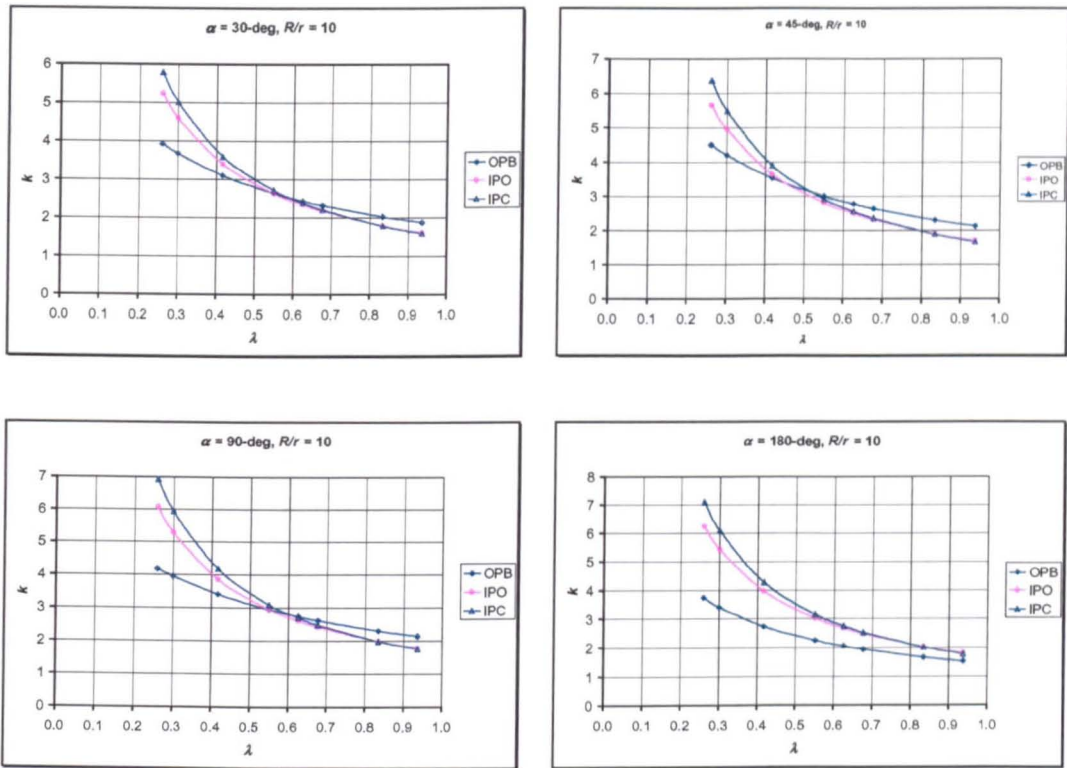 α = 30-deg, R/r = 10
6
5
4
3
2
1
0
k
0.0 0.1 0.2 0.3 0.4 0.5 0.6 0.7 0.8 0.9 1.0
λ
OPB
IPO
IPC
α = 45-deg, R/r = 10
7
6
5
4
3
2
1
0
k
0.0 0.1 0.2 0.3 0.4 0.5 0.6 0.7 0.8 0.9 1.0
λ
OPB
IPO
IPC
α = 90-deg, R/r = 10
7
6
5
4
3
2
1
0
k
0.0 0.1 0.2 0.3 0.4 0.5 0.6 0.7 0.8 0.9 1.0
λ
OPB
IPO
IPC
α = 180-deg, R/r = 10
8
7
6
5
4
3
2
1
0
k
0.0 0.1 0.2 0.3 0.4 0.5 0.6 0.7 0.8 0.9 1.0
λ
OPB
IPO
IPC